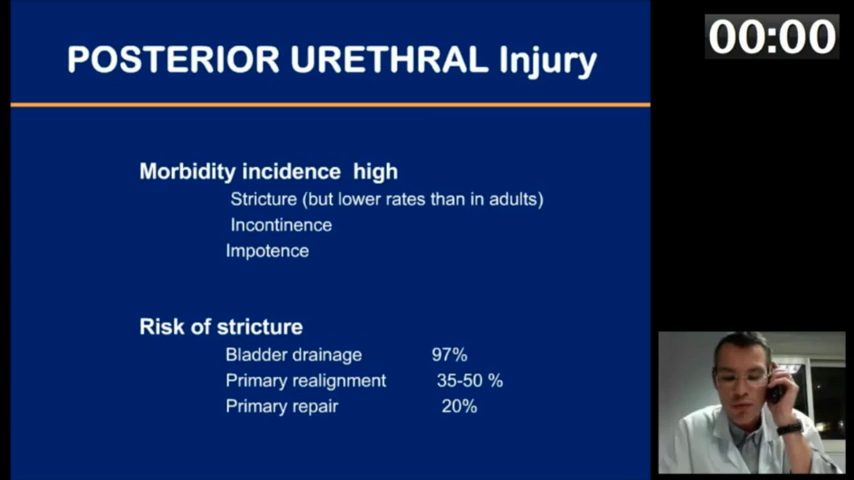 POSTERIOR URETHRAL Injury
00:00
Morbidity incidence high
Stricture (but lower rates than in adults)
Incontinence
Impotence
Risk of stricture
Bladder drainage 97%
Primary realignment 35-50 %
Primary repair 20%